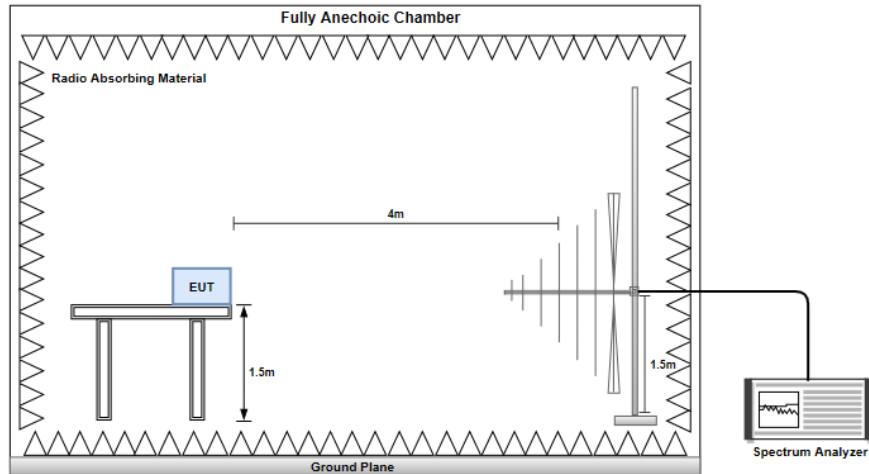 Fully Anechoic Chamber
Radio Absorbing Material
4m
EUT
1.5m
1.5m
Spectrum Analyzer
Ground Plane